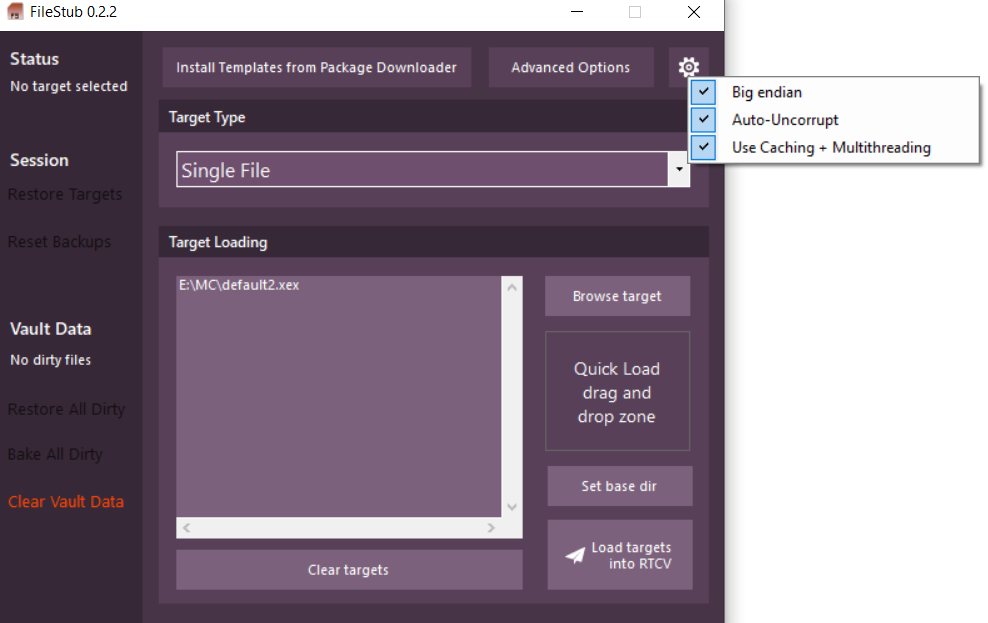 FileStub 0.2.2
Status
No target selected
Session
Restore Targets
Reset Backups
Vault Data
No dirty files
Restore All Dirty
Bake All Dirty
Clear Vault Data
Install Templates from Package Downloader
Advanced Options
Big endian
Auto-Uncorrupt
Use Caching + Multithreading
Target Type
Single File
Target Loading
E:\MC\default2.xex
Browse target
Quick Load
drag and
drop zone
Set base dir
Load targets
into RTCV
Clear targets